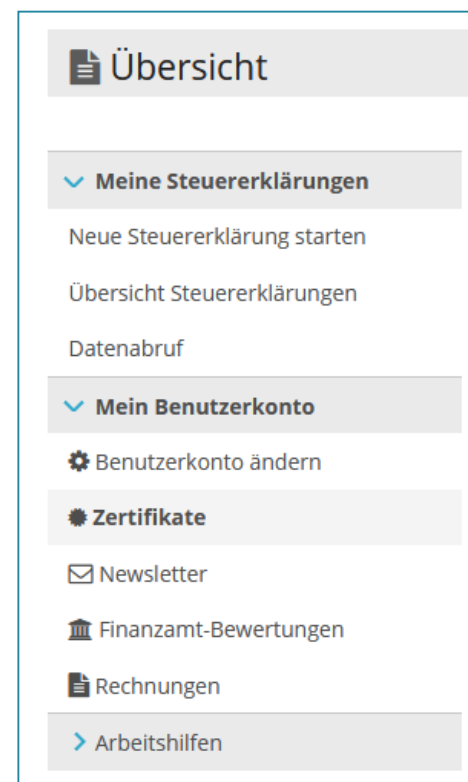 Übersicht
Meine Steuererklärungen
Neue Steuererklärung starten
Übersicht Steuererklärungen
Datenabruf
Mein Benutzerkonto
Benutzerkonto ändern
Zertifikate
Newsletter
Finanzamt-Bewertungen
Rechnungen
Arbeitshilfen